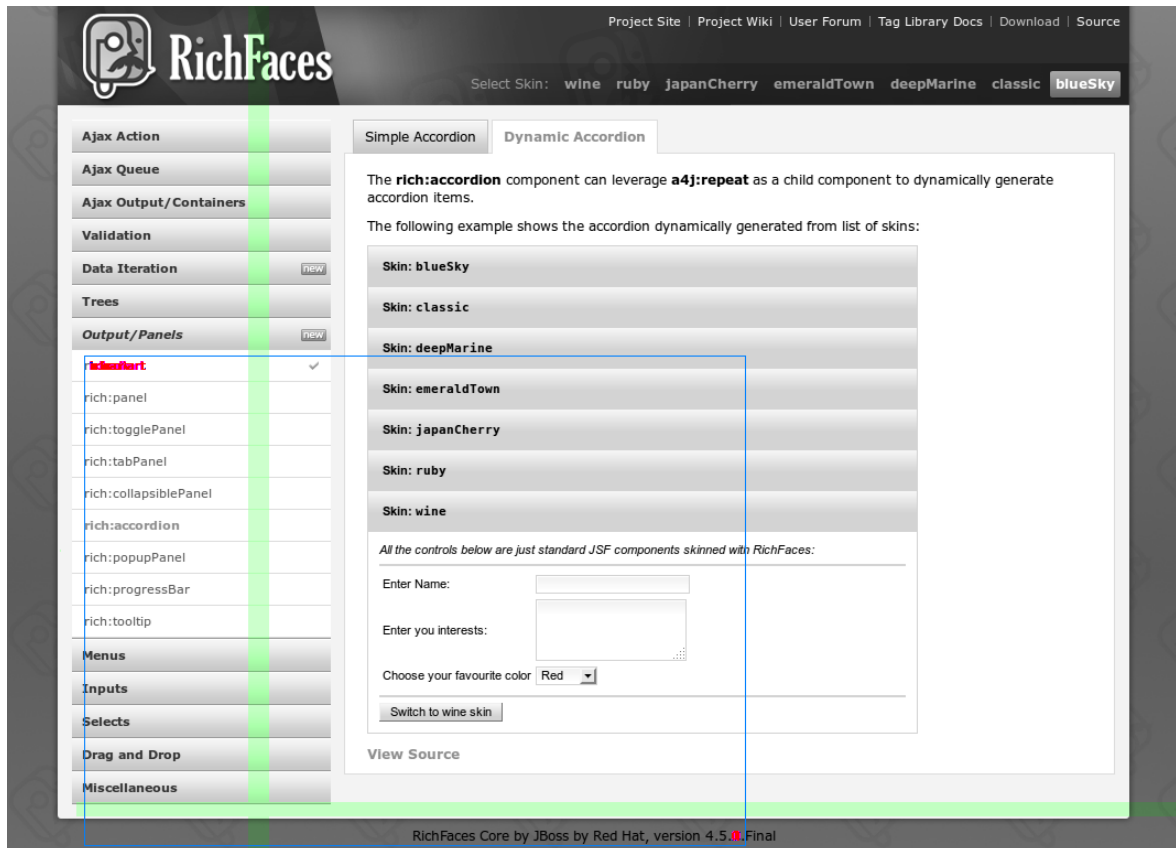 Project Site | Project Wiki | User Forum | Tag Library Docs | Download | Source
RichFaces
Select Skin: wine ruby japanCherry emeraldTown deepMarine classic blueSky
Ajax Action
Ajax Queue
Ajax Output/Containers
Validation
Data Iteration new
Trees
Output/Panels new
rich:panel
rich:togglePanel
rich:tabPanel
rich:collapsiblePanel
rich:accordion
rich:popupPanel
rich:progressBar
rich:tooltip
Menus
Inputs
Selects
Drag and Drop
Miscellaneous
Simple Accordion Dynamic Accordion
The rich:accordion component can leverage a4j:repeat as a child component to dynamically generate
accordion items.
The following example shows the accordion dynamically generated from list of skins:
Skin: blueSky
Skin: classic
Skin: deepMarine
Skin: emeraldTown
Skin: japanCherry
Skin: ruby
Skin: wine
All the controls below are just standard JSF components skinned with RichFaces:
Enter Name:
Enter you interests:
Choose your favourite color Red
Switch to wine skin
View Source
RichFaces Core by JBoss by Red Hat, version 4.5. .Final